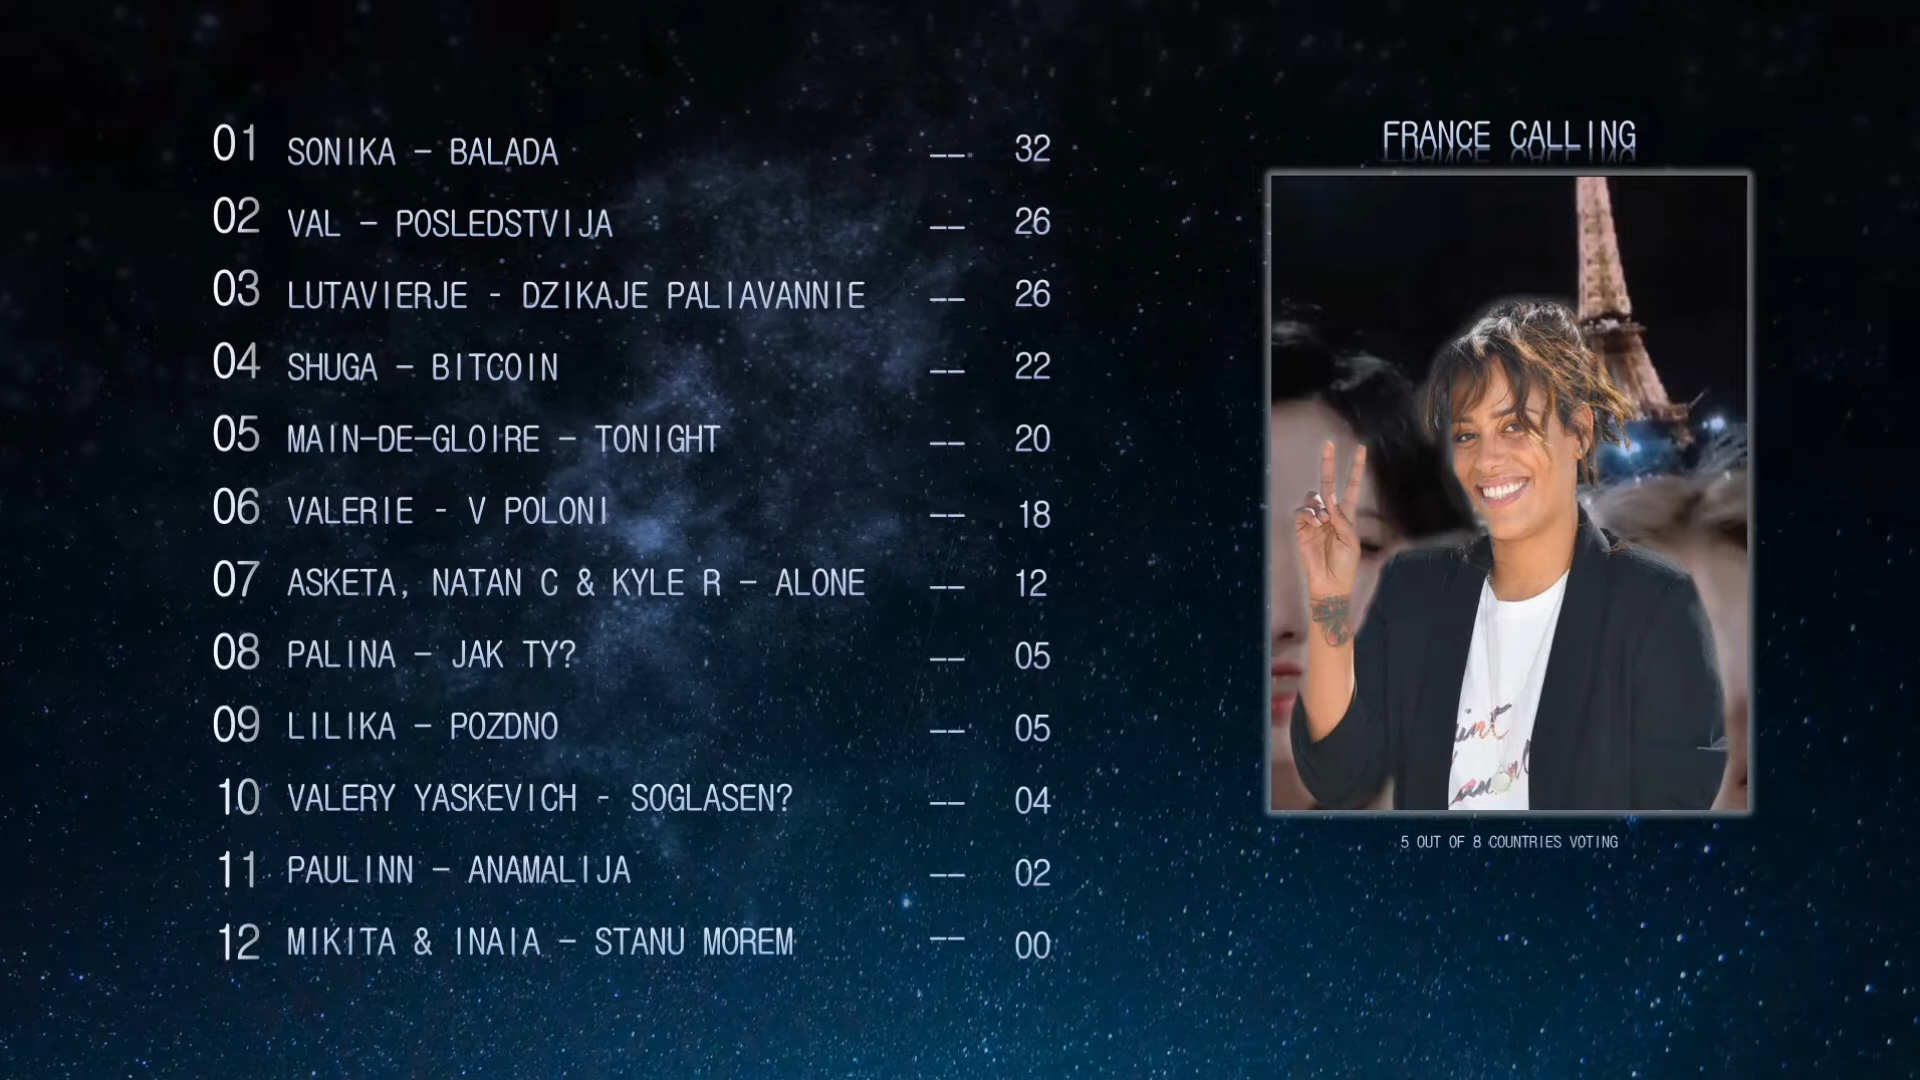 01 SONIKA – BALADA -- 32
02 VAL – POSLEDSTVIJA -- 26
03 LUTAVIERJE - DZIKAJE PALIAVANNIE -- 26
04 SHUGA – BITCOIN -- 22
05 MAIN-DE-GLOIRE – TONIGHT -- 20
06 VALERIE - V POLONI -- 18
07 ASKETA, NATAN C & KYLE R – ALONE -- 12
08 PALINA – JAK TY? -- 05
09 LILIKA – POZDNO -- 05
10 VALERY YASKEVICH - SOGLASEN? -- 04
11 PAULINN – ANAMALIJA -- 02
12 MIKITA & INAIA – STANU MOREM -- 00
FRANCE CALLING
5 OUT OF 8 COUNTRIES VOTING